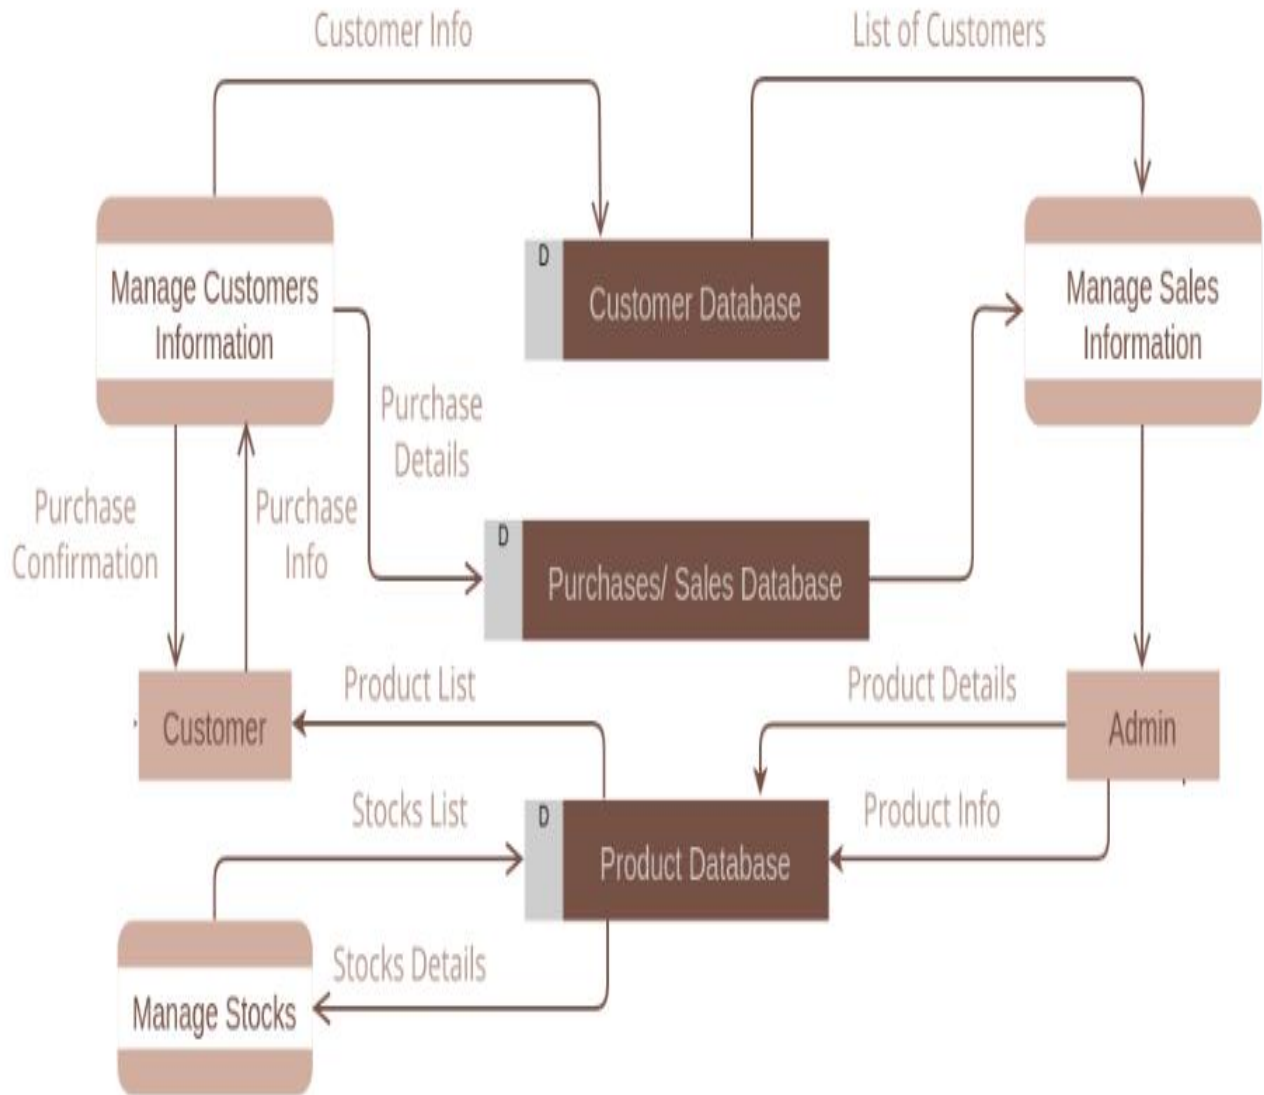 Customer Info
List of Customers
D
Customer Database
Manage Customers
Information
Manage Sales
Information
Purchase
Details
Purchase
Confirmation
Purchase
Info
D
Purchases/ Sales Database
Customer
Product List
Product Details
Admin
Stocks List
D
Product Database
Product Info
Stocks Details
Manage Stocks